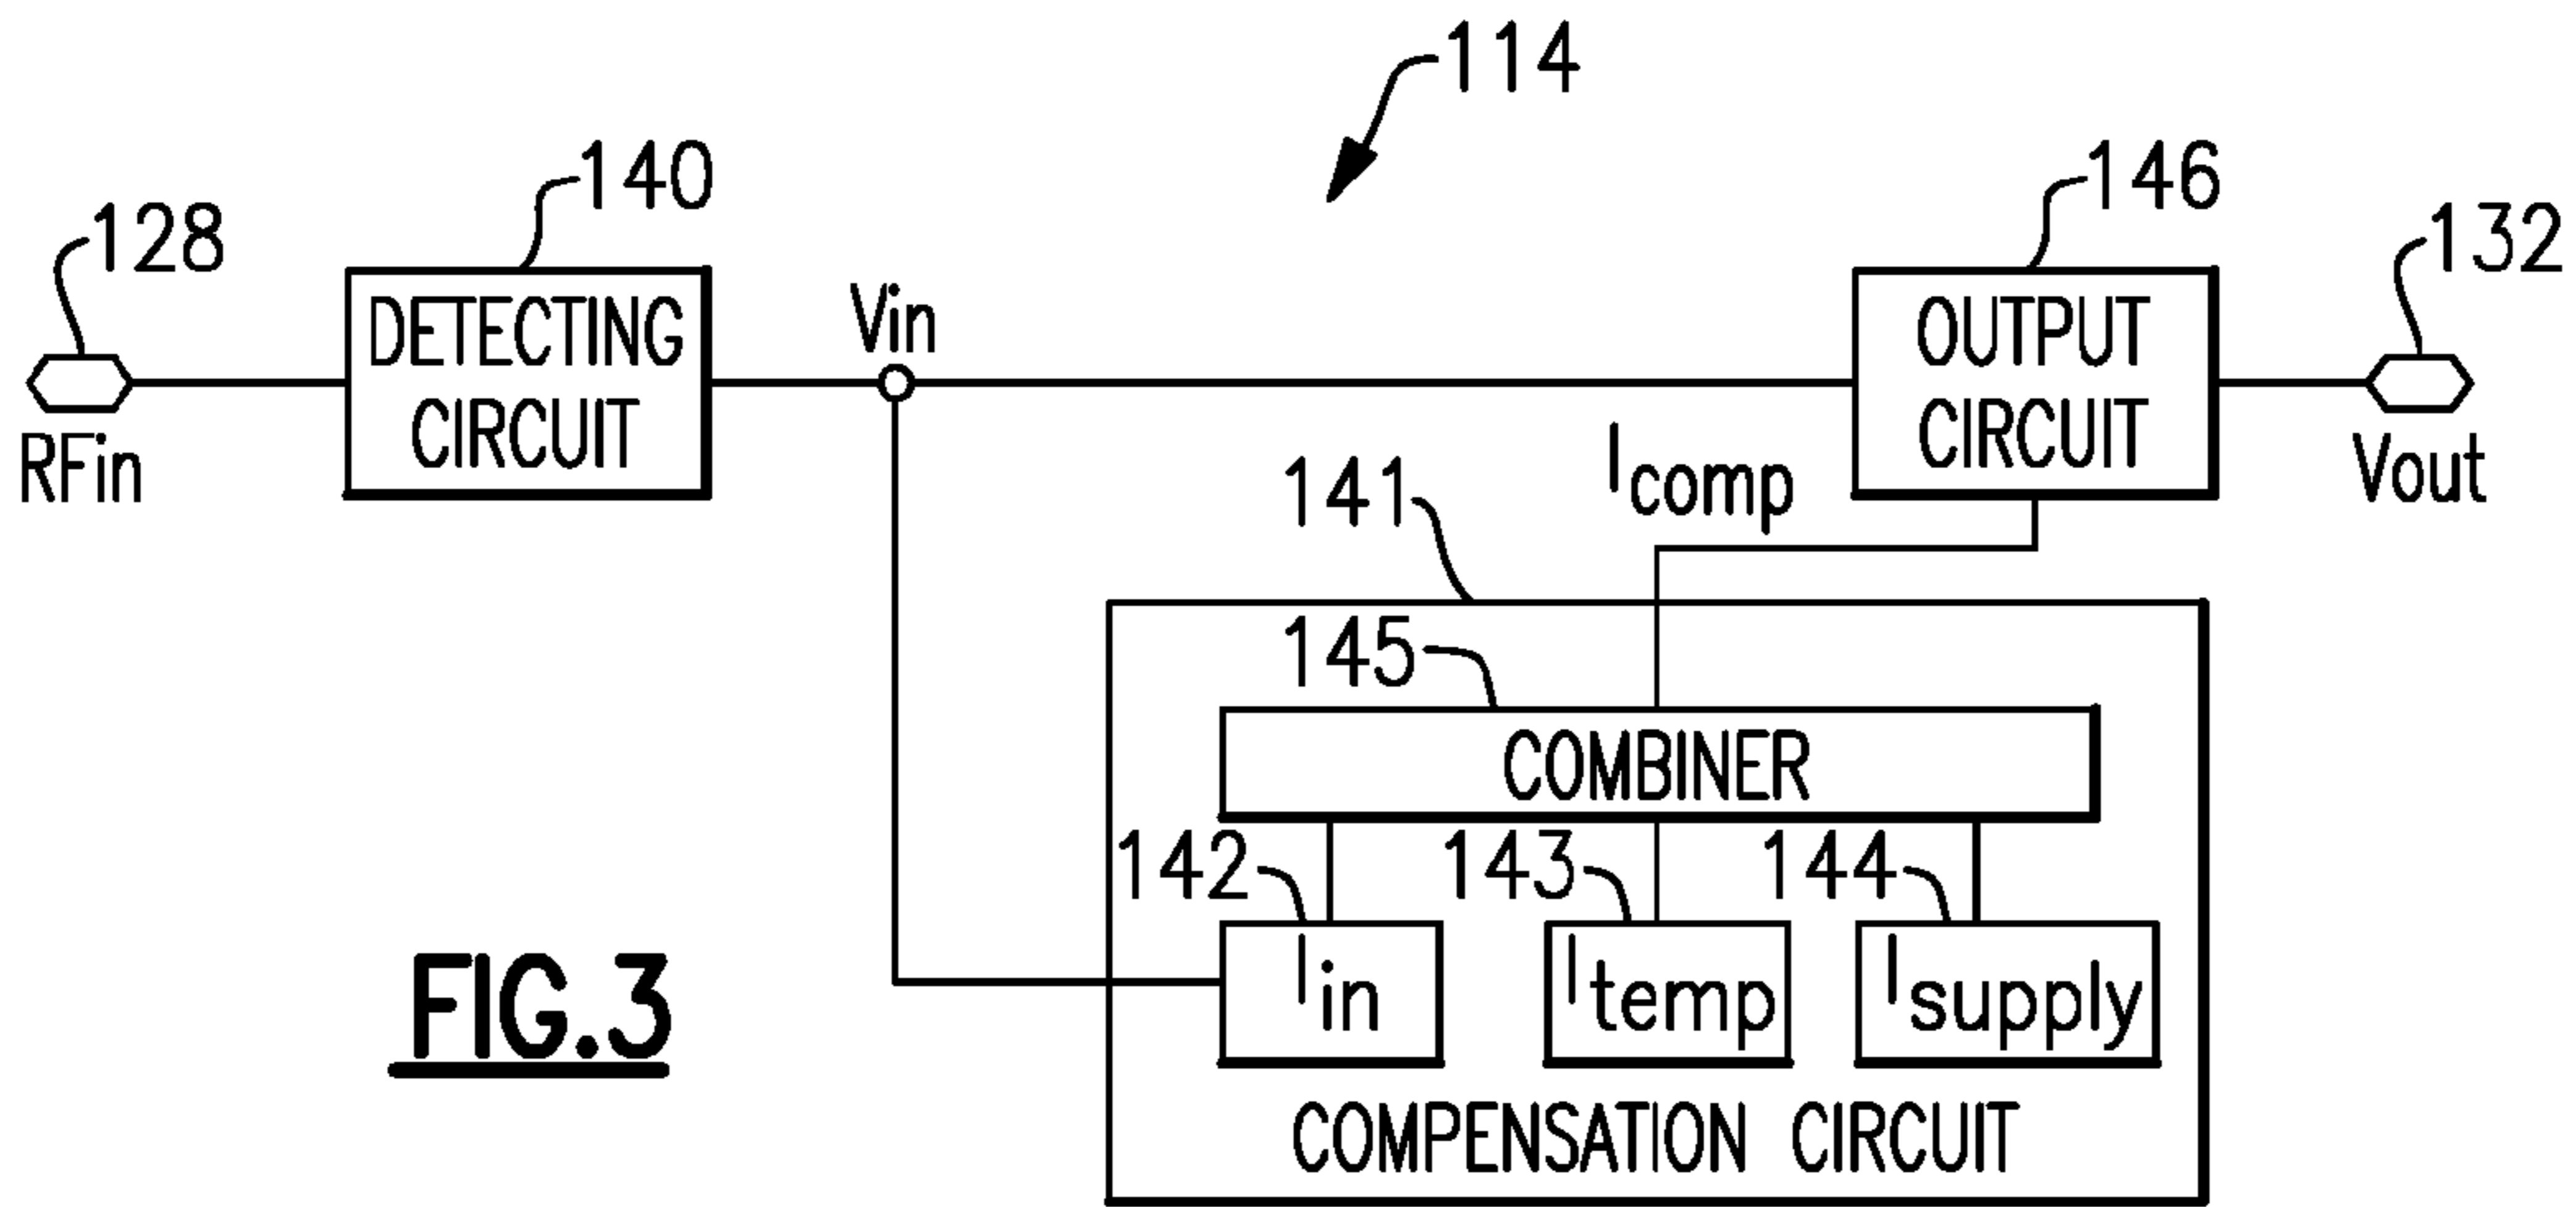 114
140
146
128
132
DETECTING
CIRCUIT
Vin
OUTPUT
CIRCUIT
RFin
Icomp
Vout
141
145
COMBINER
142
143
144
Iin
Itemp
Isupply
COMPENSATION CIRCUIT
FIG.3